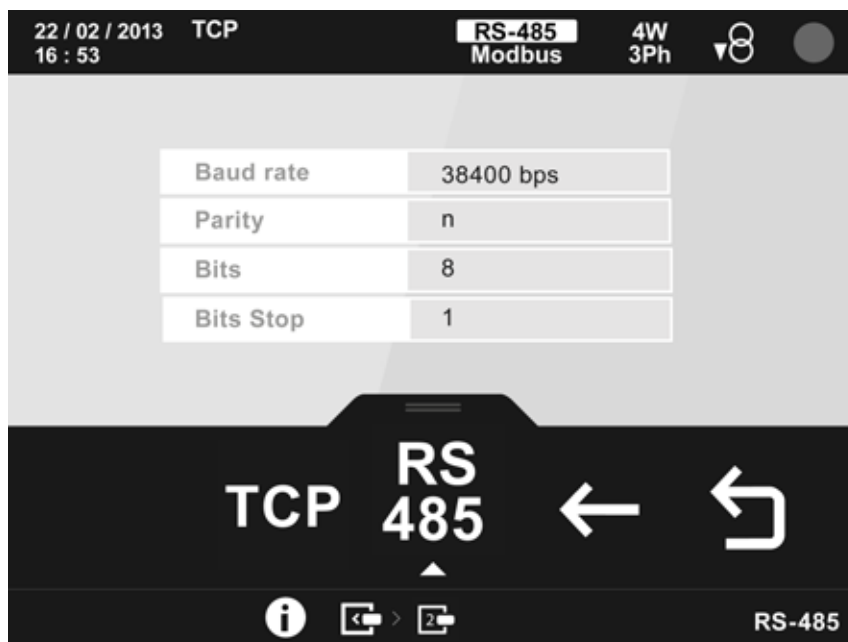 22 / 02 / 2013 TCP RS-485 4W
16 : 53 Modbus 3Ph
Baud rate 38400 bps
Parity n
Bits 8
Bits Stop 1
RS
TCP 485
i < > 2
RS-485